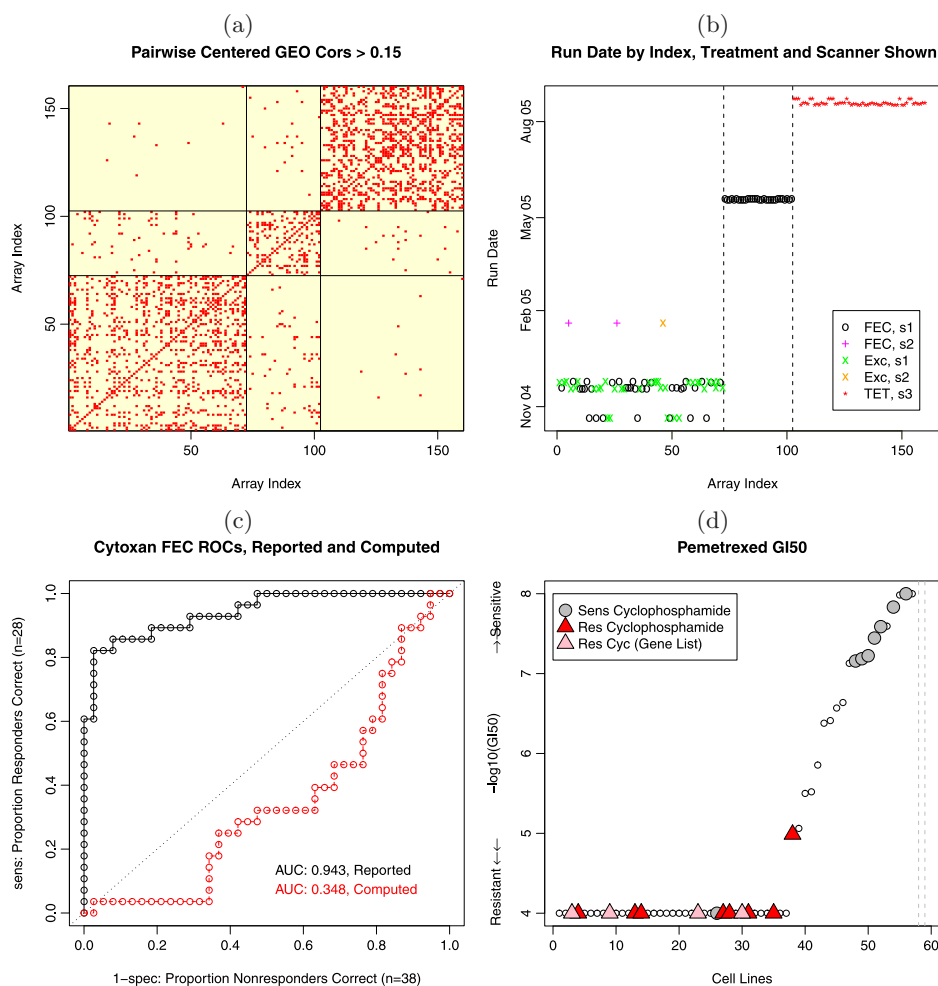 (a)
Pairwise Centered GEO Cors > 0.15
Array Index
50
100
150
50
100
150
Array Index
(b)
Run Date by Index, Treatment and Scanner Shown
Run Date
Nov 04
Feb 05
May 05
Aug 05
FEC, s1
FEC, s2
Exc, s1
Exc, s2
TET, s3
0
50
100
150
Array Index
(c)
Cytoxan FEC ROCs, Reported and Computed
sens: Proportion Responders Correct (n=28)
0.0
0.2
0.4
0.6
0.8
1.0
AUC: 0.943, Reported
AUC: 0.348, Computed
0.0
0.2
0.4
0.6
0.8
1.0
1−spec: Proportion Nonresponders Correct (n=38)
(d)
Pemetrexed GI50
Resistant ←←
−log10(GI50)
→Sensitive
4
5
6
7
8
Sens Cyclophosphamide
Res Cyclophosphamide
Res Cyc (Gene List)
0
10
20
30
40
50
60
Cell Lines